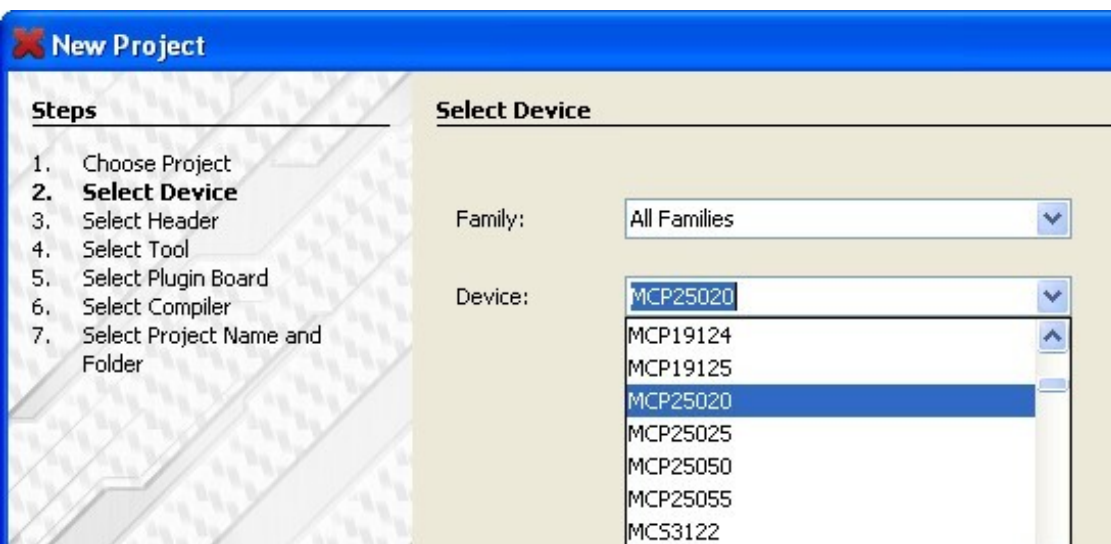 New Project
Steps
1. Choose Project
2. Select Device
3. Select Header
4. Select Tool
5. Select Plugin Board
6. Select Compiler
7. Select Project Name and
Folder
Select Device
Family: All Families
Device: MCP25020
MCP19124
MCP19125
MCP25020
MCP25025
MCP25050
MCP25055
MCS3122